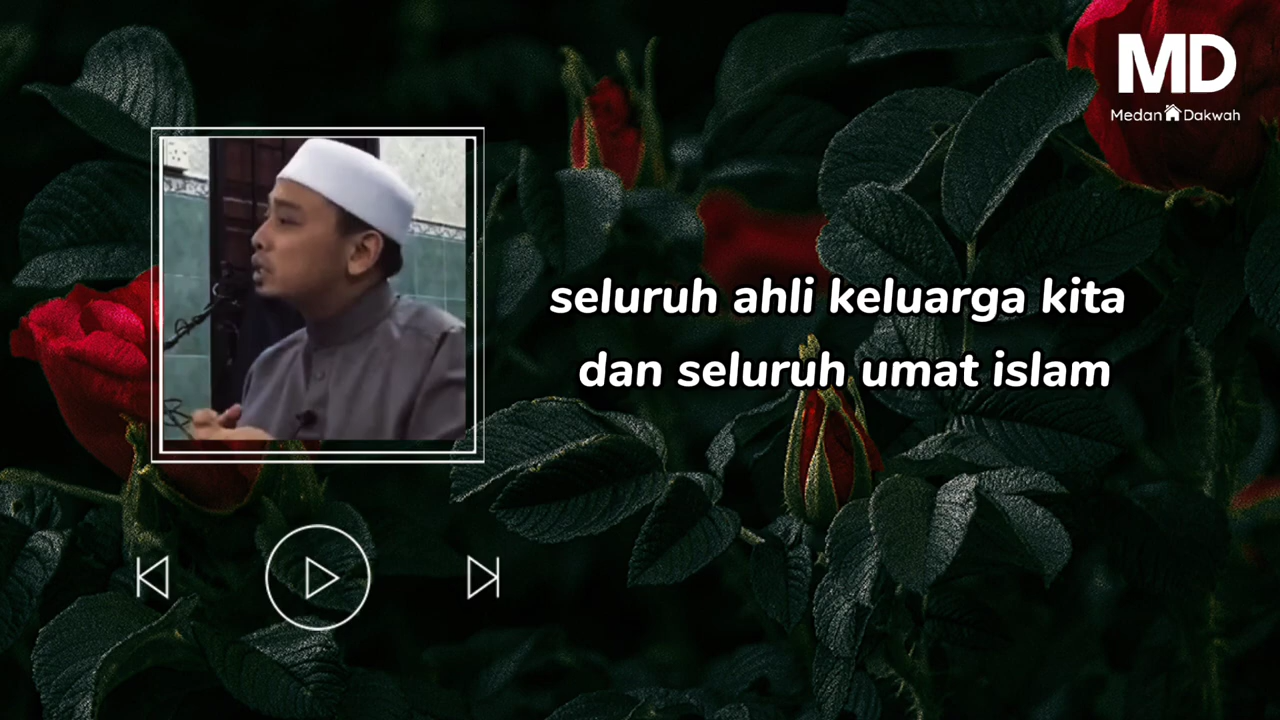 MD
Medan Dakwah
seluruh ahli keluarga kita
dan seluruh umat islam